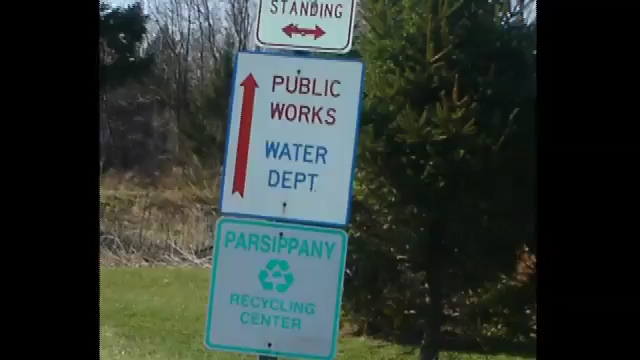 STANDING
PUBLIC
WORKS
WATER
DEPT
PARSIPPANY
RECYCLING
CENTER